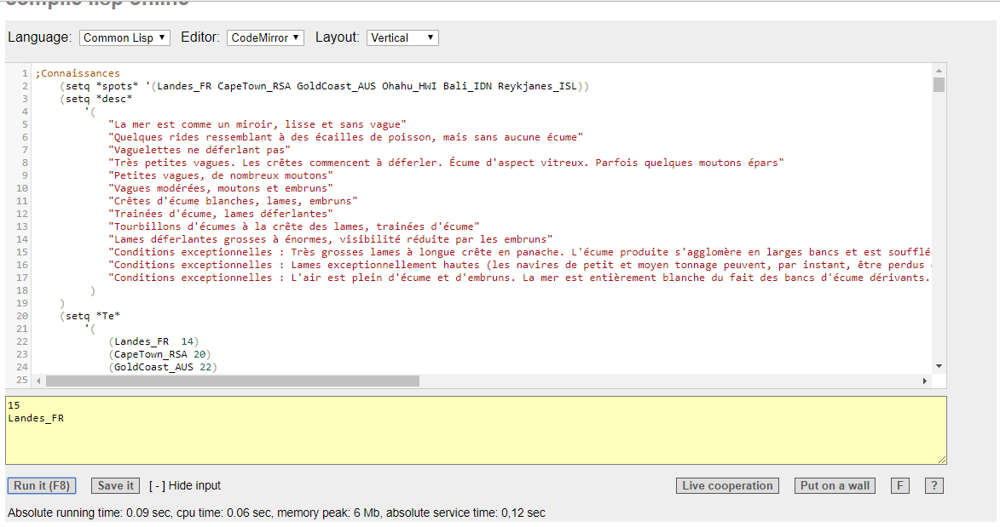 compile lisp online
Language: Common Lisp Editor: CodeMirror Layout: Vertical
1 ;Connaissances
2 (setq *spots* '(Landes_FR CapeTown_RSA GoldCoast_AUS Ohahu_HWI Bali_IDN Reykjanes_ISL))
3 (setq *desc*
4 '(
5 "La mer est comme un miroir, lisse et sans vague"
6 "Quelques rides ressemblant à des écailles de poisson, mais sans aucune écume"
7 "Vaguelettes ne déferlant pas"
8 "Très petites vagues. Les crêtes commencent à déferler. Écume d'aspect vitreux. Parfois quelques moutons épars"
9 "Petites vagues, de nombreux moutons"
10 "Vagues modérées, moutons et embruns"
11 "Crêtes d'écume blanches, lames, embruns"
12 "Trainées d'écume, lames déferlantes"
13 "Tourbillons d'écumes à la crête des lames, trainées d'écume"
14 "Lames déferlantes grosses à énormes, visibilité réduite par les embruns"
15 "Conditions exceptionnelles : Très grosses lames à longue crête en panache. L'écume produite s'agglomère en larges bancs et est soufflé
16 "Conditions exceptionnelles : Lames exceptionnellement hautes (les navires de petit et moyen tonnage peuvent, par instant, être perdus
17 "Conditions exceptionnelles : L'air est plein d'écume et d'embruns. La mer est entièrement blanche du fait des bancs d'écume dérivants.
18 )
19 )
20 (setq *Te*
21 '(
22 (Landes_FR 14)
23 (CapeTown_RSA 20)
24 (GoldCoast_AUS 22)
25
15
Landes_FR
Run it (F8) Save it [ - ] Hide input Live cooperation Put on a wall F ?
Absolute running time: 0.09 sec, cpu time: 0.06 sec, memory peak: 6 Mb, absolute service time: 0,12 sec